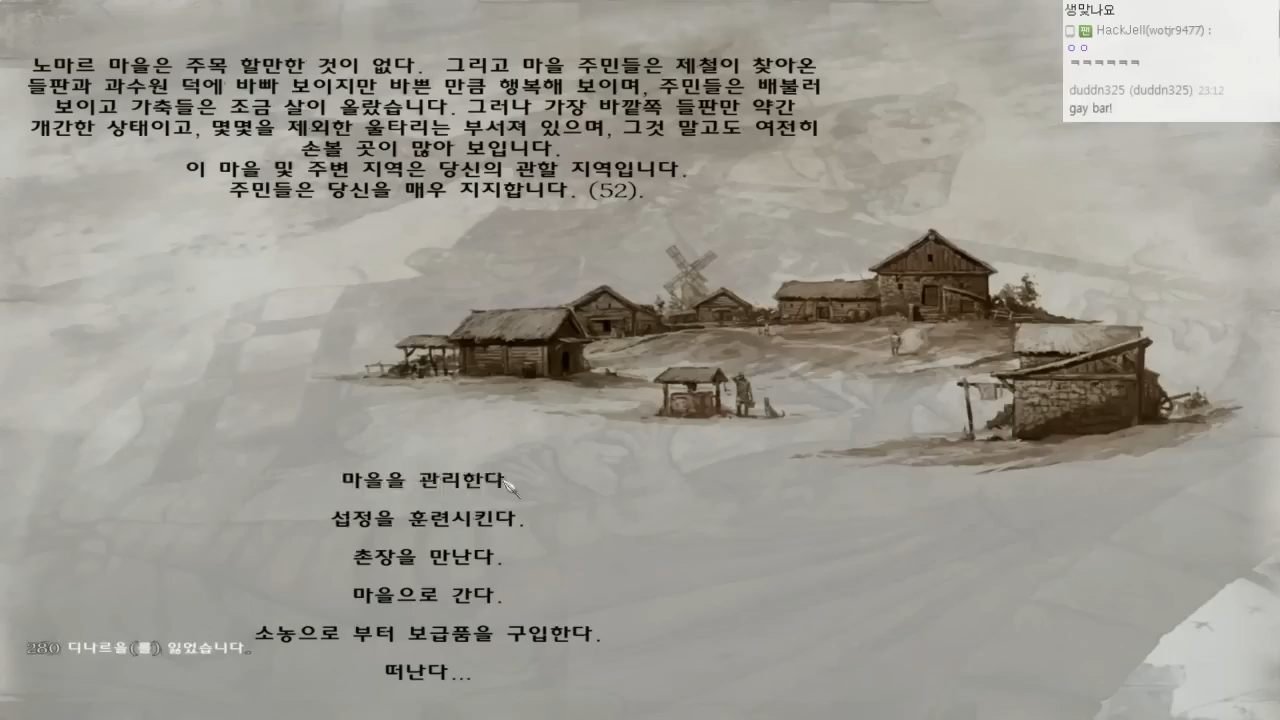 노마르 마을은 주목 할만한 것이 없다. 그리고 마을 주민들은 제철이 찾아온
들판과 과수원 덕에 바빠 보이지만 바쁜 만큼 행복해 보이며, 주민들은 배불러
보이고 가축들은 조금 살이 올랐습니다. 그러나 가장 바깥쪽 들판만 약간
개간한 상태이고, 몇몇을 제외한 울타리는 부서져 있으며, 그것 말고도 여전히
손볼 곳이 많아 보입니다.
이 마을 및 주변 지역은 당신의 관할 지역입니다.
주민들은 당신을 매우 지지합니다. (52).
생맞나요
팬 HackJell(wotjr9477) :
ㅇㅇ
ㅋㅋㅋㅋㅋㅋ
duddn325 (duddn325) 23:12
gay bar!
마을을 관리한다.
섭정을 훈련시킨다.
촌장을 만난다.
마을으로 간다.
소농으로 부터 보급품을 구입한다.
떠난다...
280 디나르을(를) 잃었습니다.